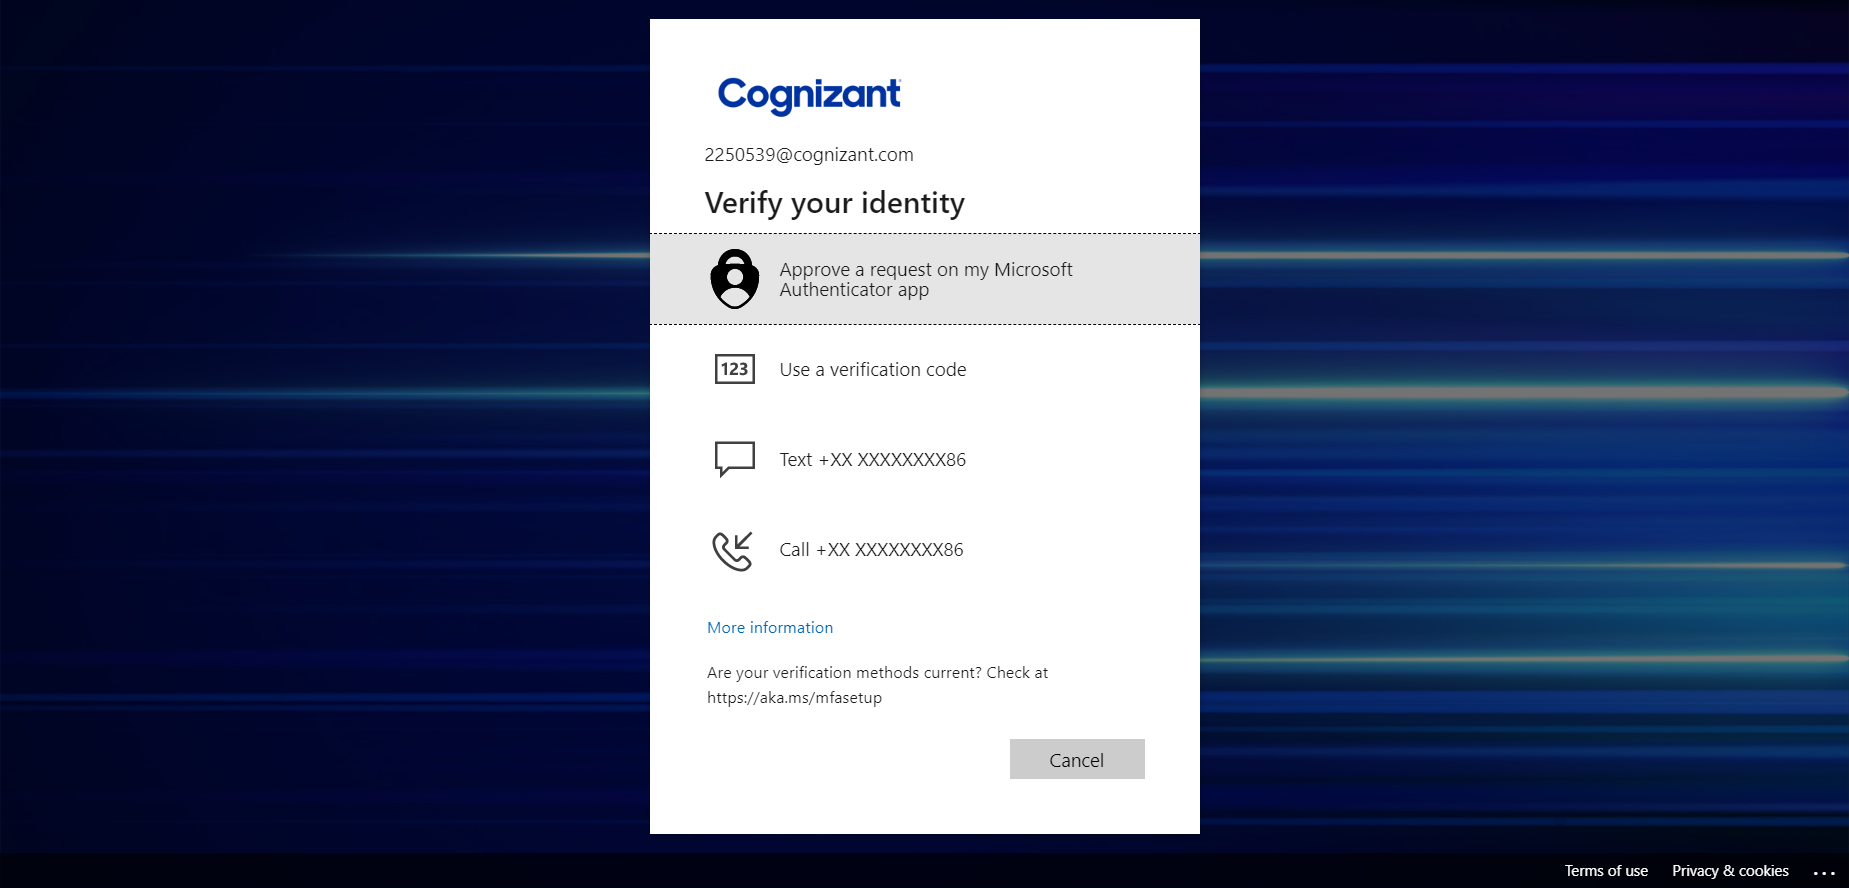 Cognizant
2250539@cognizant.com
Verify your identity
Approve a request on my Microsoft
Authenticator app
123
Use a verification code
Text +XX XXXXXXXX86
Call +XX XXXXXXXX86
More information
Are your verification methods current? Check at
https://aka.ms/mfasetup
Cancel
Terms of use
Privacy & cookies
...